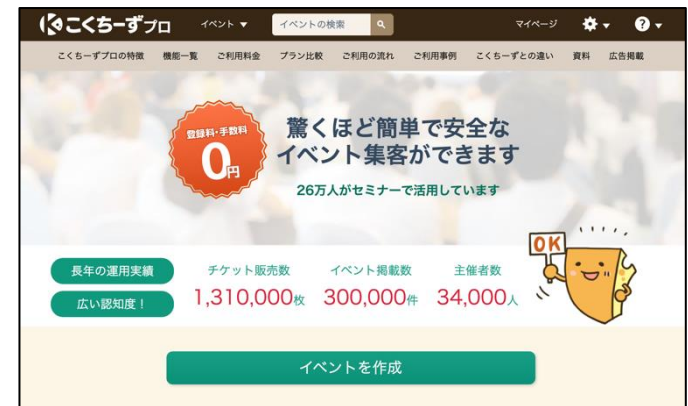 こくちーずプロ イベント ▼ イベントの検索 マイページ ▼ ? ▼
こくちーずプロの特徴 機能一覧 ご利用料金 プラン比較 ご利用の流れ ご利用事例 こくちーずとの違い 資料 広告掲載
登録料・手数料
0円
驚くほど簡単で安全な
イベント集客ができます
26万人がセミナーで活用しています
OK
長年の運用実績
広い認知度！
チケット販売数 イベント掲載数 主催者数
1,310,000枚 300,000件 34,000人
イベントを作成